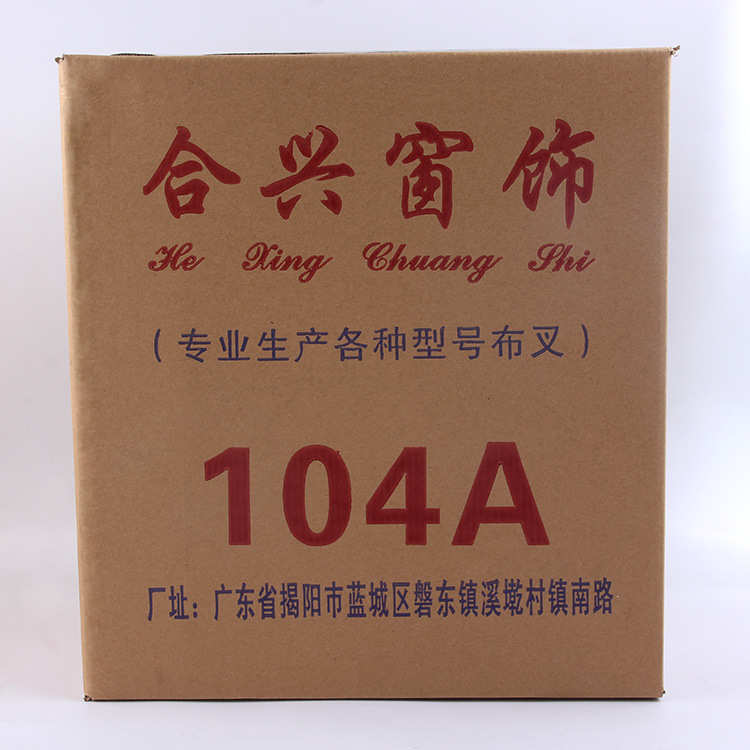 合兴窗饰
He Xing Chuang Shi
（专业生产各种型号布叉）
104A
厂址：广东省揭阳市蓝城区磐东镇溪墘村镇南路